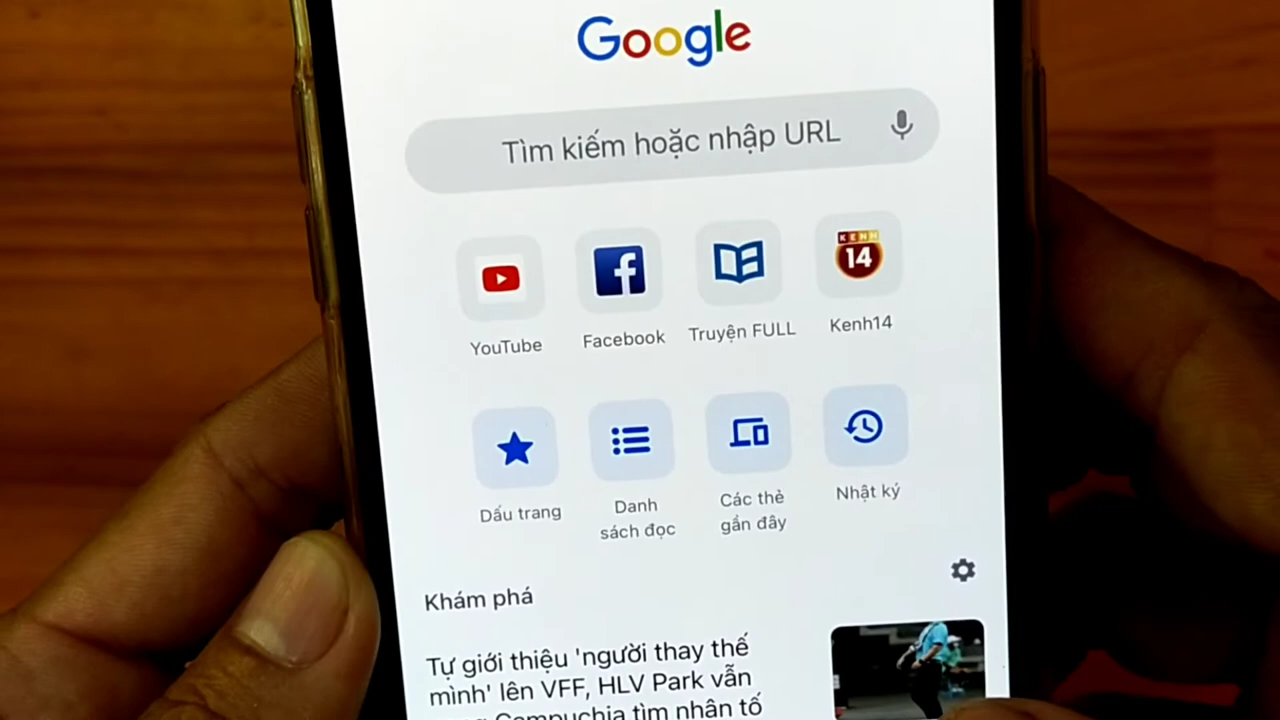 Google
Tìm kiếm hoặc nhập URL
KENH
14
YouTube
Facebook
Truyện FULL
Kenh14
Dấu trang
Danh
sách đọc
Các thẻ
gần đây
Nhật ký
Khám phá
Tự giới thiệu 'người thay thế
mình' lên VFF, HLV Park vẫn
Campuchia tìm nhân tố